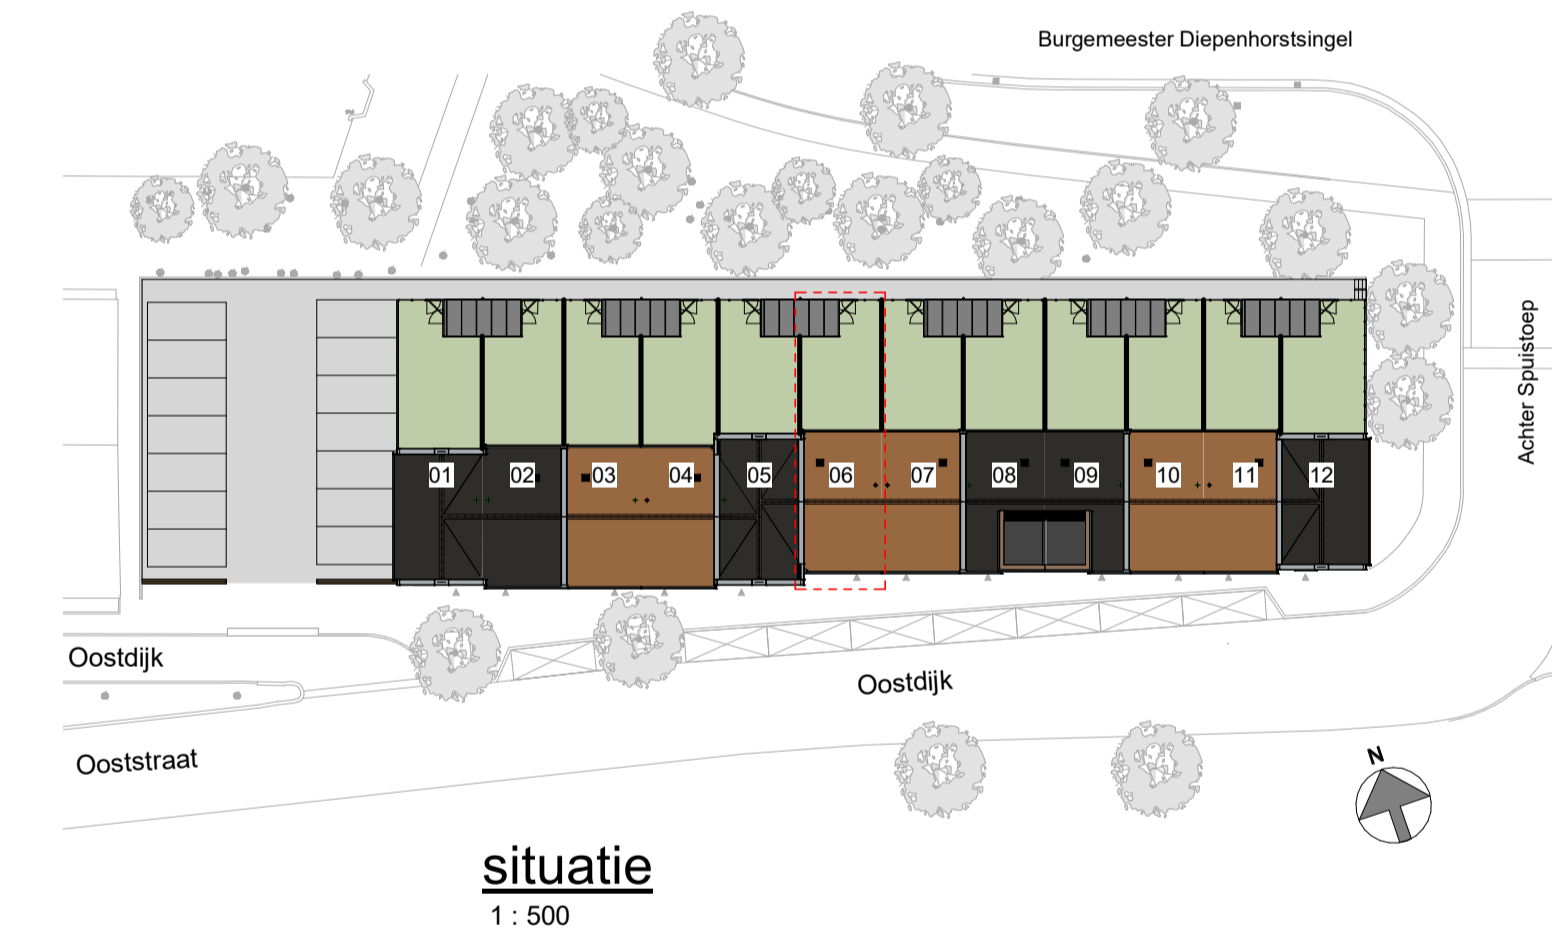 Burgemeester Diepenhorstsingel
Achter Spuistoep
01 02 03 04 05 06 07 08 09 10 11 12
Oostdijk
Oostdijk
Ooststraat
N
situatie
1 : 500